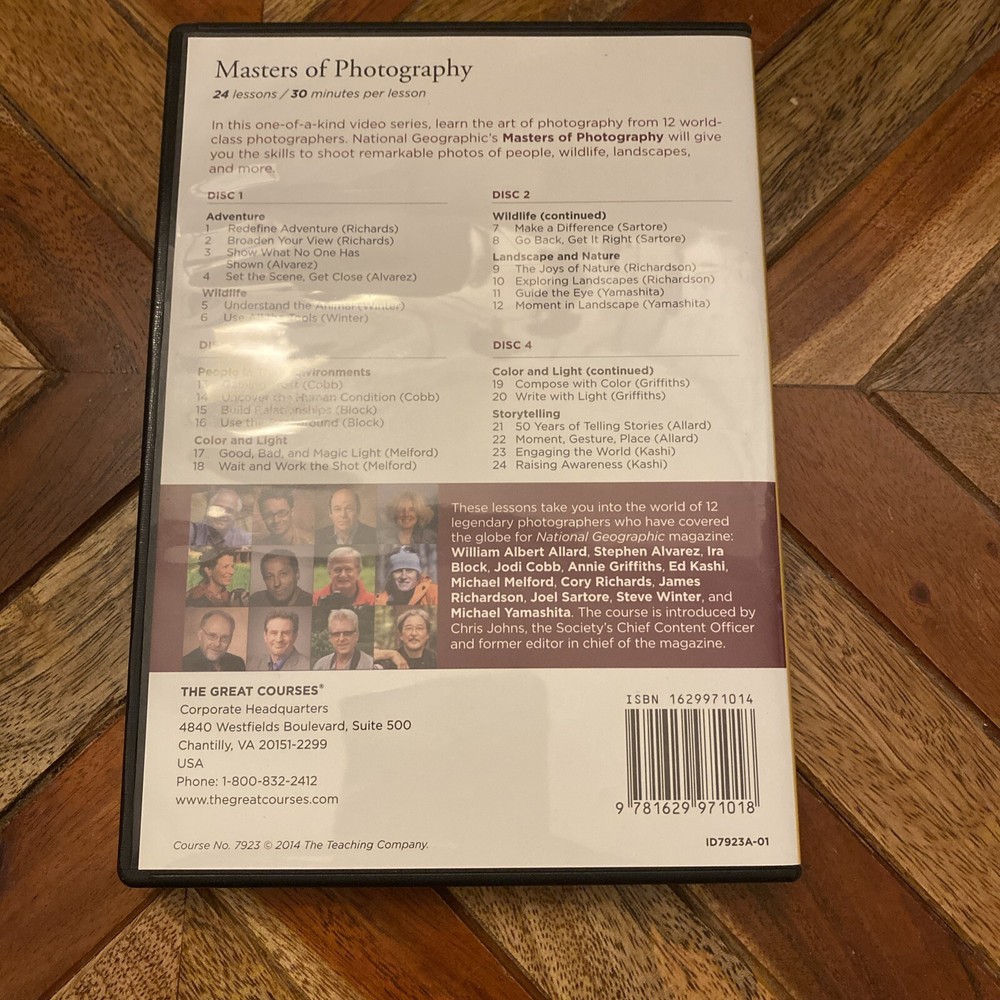 Masters of Photography
24 lessons / 30 minutes per lesson
In this one-of-a-kind video series, learn the art of photography from 12 world-
class photographers. National Geographic's Masters of Photography will give
you the skills to shoot remarkable photos of people, wildlife, landscapes,
and more.
DISC 1
Adventure
1 Redefine Adventure (Richards)
2 Broaden Your View (Richards)
3 Show What No One Has
Shown (Alvarez)
4 Set the Scene, Get Close (Alvarez)
Wildlife
5 Understand the Animal (Winter)
6 Use All the Tools (Winter)
DISC 2
Wildlife (continued)
7 Make a Difference (Sartore)
8 Go Back, Get It Right (Sartore)
Landscape and Nature
9 The Joys of Nature (Richardson)
10 Exploring Landscapes (Richardson)
11 Guide the Eye (Yamashita)
12 Moment in Landscape (Yamashita)
People Environments
13 (Cobb)
14 Uncover the Human Condition (Cobb)
15 Build Relationships (Block)
16 Use the (Block)
Color and Light
17 Good, Bad, and Magic Light (Melford)
18 Wait and Work the Shot (Melford)
DISC 4
Color and Light (continued)
19 Compose with Color (Griffiths)
20 Write with Light (Griffiths)
Storytelling
21 50 Years of Telling Stories (Allard)
22 Moment, Gesture, Place (Allard)
23 Engaging the World (Kashi)
24 Raising Awareness (Kashi)
These lessons take you into the world of 12
legendary photographers who have covered
the globe for National Geographic magazine:
William Albert Allard, Stephen Alvarez, Ira
Block, Jodi Cobb, Annie Griffiths, Ed Kashi,
Michael Melford, Cory Richards, James
Richardson, Joel Sartore, Steve Winter, and
Michael Yamashita. The course is introduced by
Chris Johns, the Society's Chief Content Officer
and former editor in chief of the magazine.
THE GREAT COURSES®
Corporate Headquarters
4840 Westfields Boulevard, Suite 500
Chantilly, VA 20151-2299
USA
Phone: 1-800-832-2412
www.thegreatcourses.com
ISBN 1629971014
9 781629 971018
Course No. 7923 © 2014 The Teaching Company.
ID7923A-01